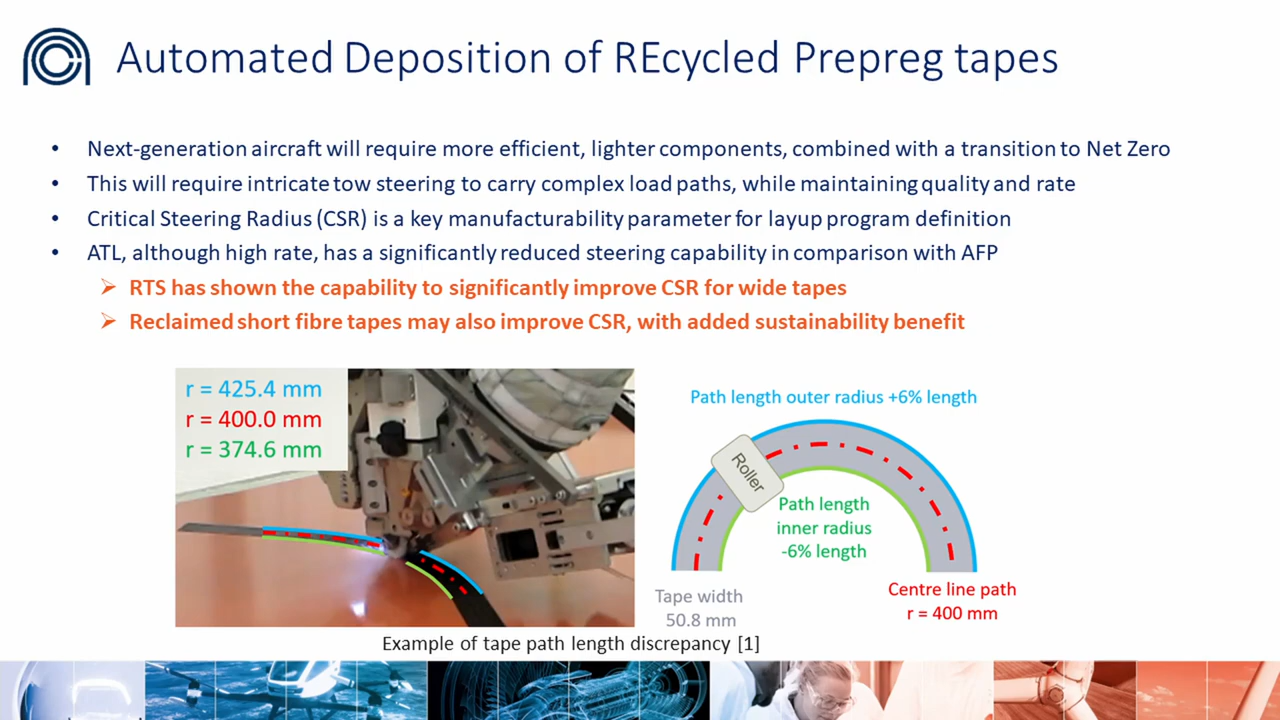 Automated Deposition of REcycled Prepreg tapes
• Next-generation aircraft will require more efficient, lighter components, combined with a transition to Net Zero
• This will require intricate tow steering to carry complex load paths, while maintaining quality and rate
• Critical Steering Radius (CSR) is a key manufacturability parameter for layup program definition
• ATL, although high rate, has a significantly reduced steering capability in comparison with AFP
➢ RTS has shown the capability to significantly improve CSR for wide tapes
➢ Reclaimed short fibre tapes may also improve CSR, with added sustainability benefit
r = 425.4 mm
r = 400.0 mm
r = 374.6 mm
Path length outer radius +6% length
Roller
Path length
inner radius
-6% length
Tape width
50.8 mm
Centre line path
r = 400 mm
Example of tape path length discrepancy [1]